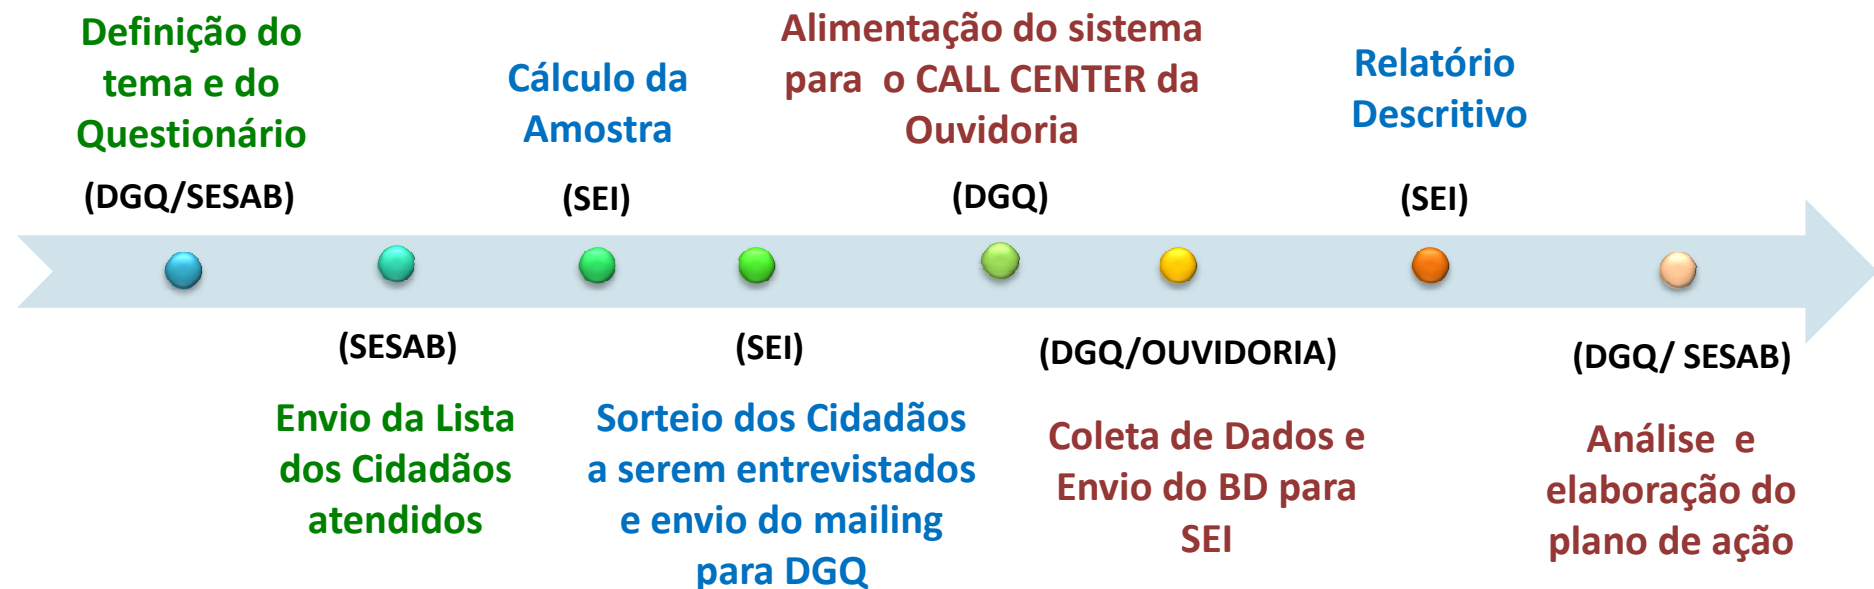 Definição do
tema e do
Questionário
(DGQ/SESAB)
(SESAB)
Envio da Lista
dos Cidadãos
atendidos
Cálculo da
Amostra
(SEI)
(SEI)
Sorteio dos Cidadãos
a serem entrevistados
e envio do mailing
para DGQ
Alimentação do sistema
para o CALL CENTER da
Ouvidoria
(DGQ)
(DGQ/OUVIDORIA)
Coleta de Dados e
Envio do BD para
SEI
Relatório
Descritivo
(SEI)
(DGQ/ SESAB)
Análise e
elaboração do
plano de ação